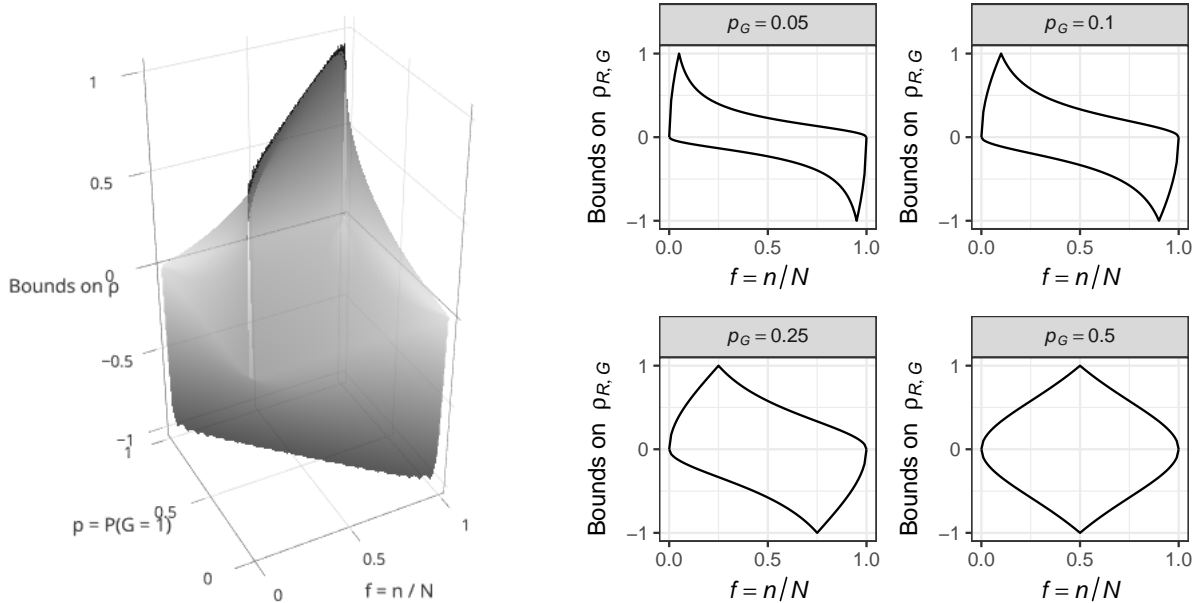 1
0.5
0
Bounds on ρ
−0.5
−1
1
0.5
p = P(G = 1)
0
0
0.5
f = n / N
1
p_G = 0.05
1
0
−1
Bounds on ρ_R, G
0.0
0.5
1.0
f = n/N
p_G = 0.1
1
0
−1
Bounds on ρ_R, G
0.0
0.5
1.0
f = n/N
p_G = 0.25
1
0
−1
Bounds on ρ_R, G
0.0
0.5
1.0
f = n/N
p_G = 0.5
1
0
−1
Bounds on ρ_R, G
0.0
0.5
1.0
f = n/N